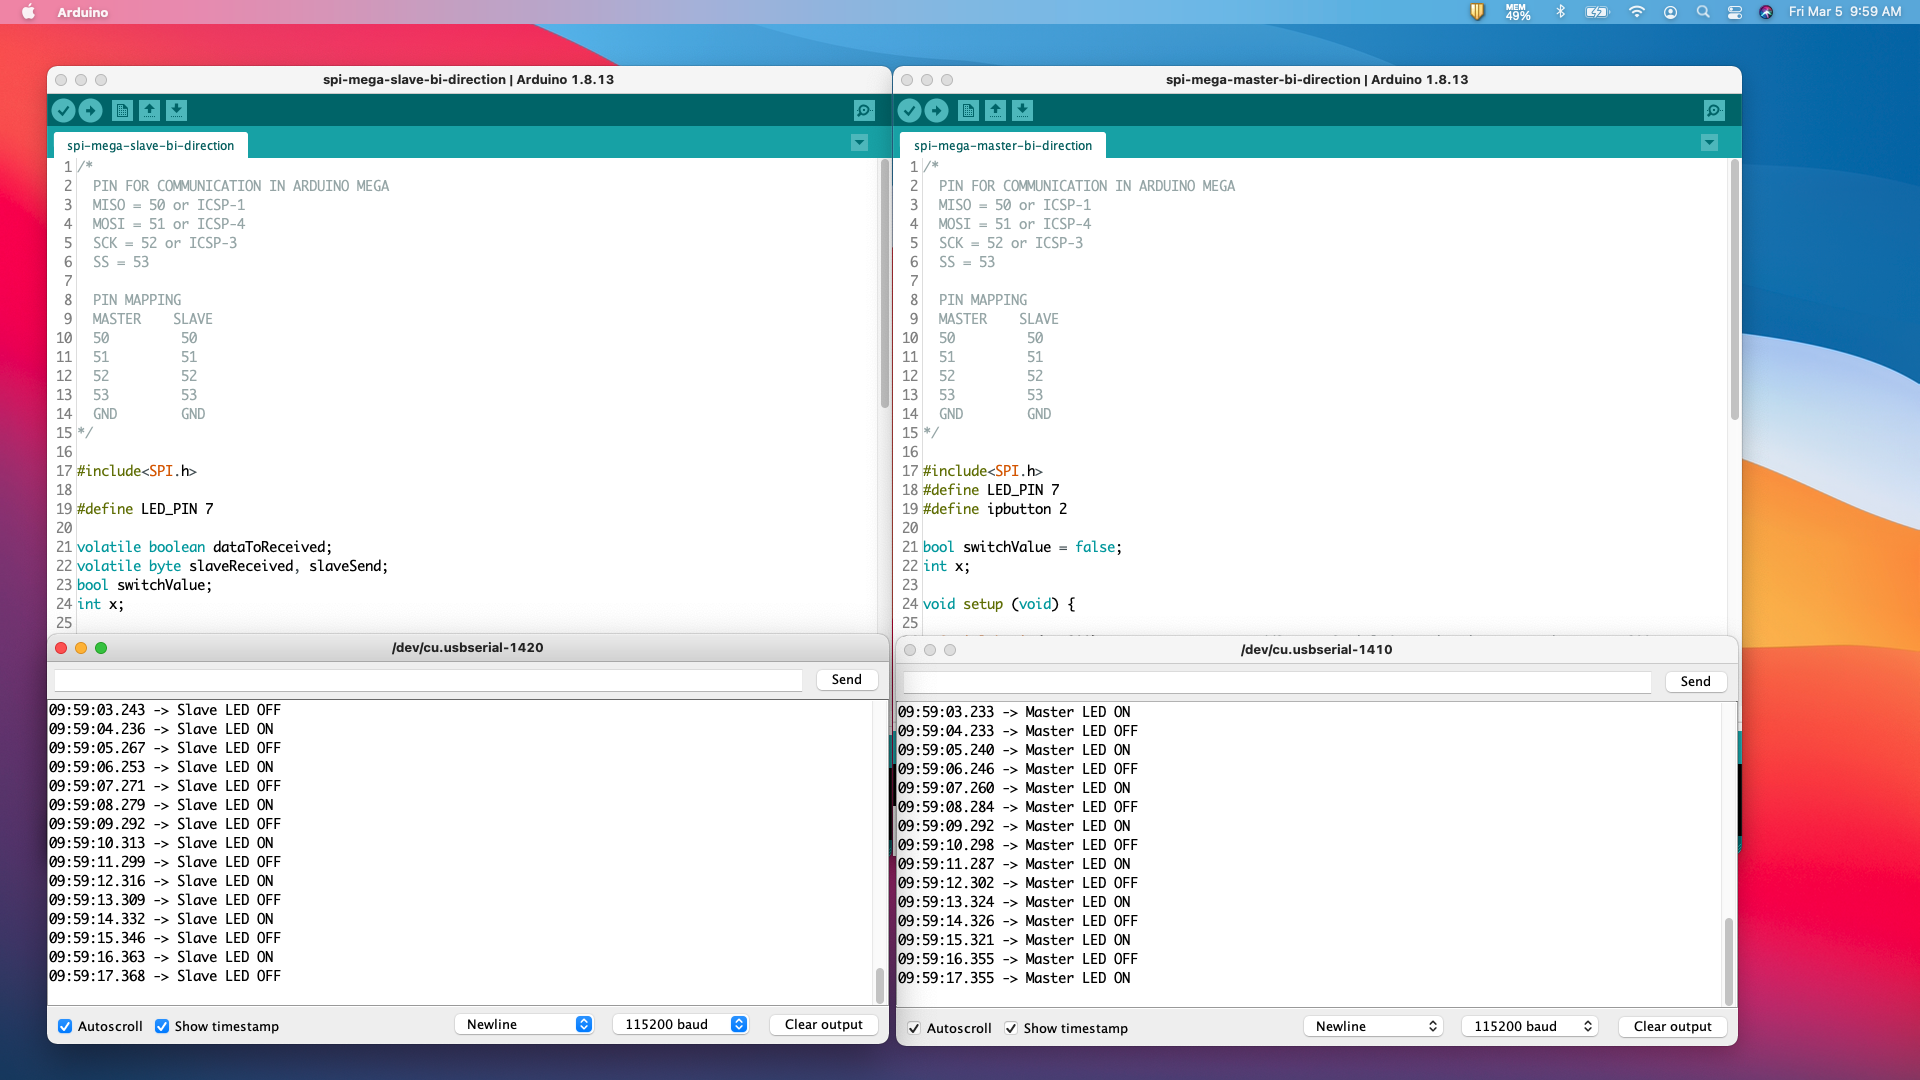 Arduino
MEM 49%
Fri Mar 5 9:59 AM
spi-mega-slave-bi-direction | Arduino 1.8.13
spi-mega-slave-bi-direction
1 /*
2 PIN FOR COMMUNICATION IN ARDUINO MEGA
3 MISO = 50 or ICSP-1
4 MOSI = 51 or ICSP-4
5 SCK = 52 or ICSP-3
6 SS = 53
7
8 PIN MAPPING
9 MASTER SLAVE
10 50 50
11 51 51
12 52 52
13 53 53
14 GND GND
15 */
16
17 #include<SPI.h>
18
19 #define LED_PIN 7
20
21 volatile boolean dataToReceived;
22 volatile byte slaveReceived, slaveSend;
23 bool switchValue;
24 int x;
25
/dev/cu.usbserial-1420
Send
09:59:03.243 -> Slave LED OFF
09:59:04.236 -> Slave LED ON
09:59:05.267 -> Slave LED OFF
09:59:06.253 -> Slave LED ON
09:59:07.271 -> Slave LED OFF
09:59:08.279 -> Slave LED ON
09:59:09.292 -> Slave LED OFF
09:59:10.313 -> Slave LED ON
09:59:11.299 -> Slave LED OFF
09:59:12.316 -> Slave LED ON
09:59:13.309 -> Slave LED OFF
09:59:14.332 -> Slave LED ON
09:59:15.346 -> Slave LED OFF
09:59:16.363 -> Slave LED ON
09:59:17.368 -> Slave LED OFF
Autoscroll Show timestamp Newline 115200 baud Clear output
spi-mega-master-bi-direction | Arduino 1.8.13
spi-mega-master-bi-direction
1 /*
2 PIN FOR COMMUNICATION IN ARDUINO MEGA
3 MISO = 50 or ICSP-1
4 MOSI = 51 or ICSP-4
5 SCK = 52 or ICSP-3
6 SS = 53
7
8 PIN MAPPING
9 MASTER SLAVE
10 50 50
11 51 51
12 52 52
13 53 53
14 GND GND
15 */
16
17 #include<SPI.h>
18 #define LED_PIN 7
19 #define ipbutton 2
20
21 bool switchValue = false;
22 int x;
23
24 void setup (void) {
25
/dev/cu.usbserial-1410
Send
09:59:03.233 -> Master LED ON
09:59:04.233 -> Master LED OFF
09:59:05.240 -> Master LED ON
09:59:06.246 -> Master LED OFF
09:59:07.260 -> Master LED ON
09:59:08.284 -> Master LED OFF
09:59:09.292 -> Master LED ON
09:59:10.298 -> Master LED OFF
09:59:11.287 -> Master LED ON
09:59:12.302 -> Master LED OFF
09:59:13.324 -> Master LED ON
09:59:14.326 -> Master LED OFF
09:59:15.321 -> Master LED ON
09:59:16.355 -> Master LED OFF
09:59:17.355 -> Master LED ON
Autoscroll Show timestamp Newline 115200 baud Clear output